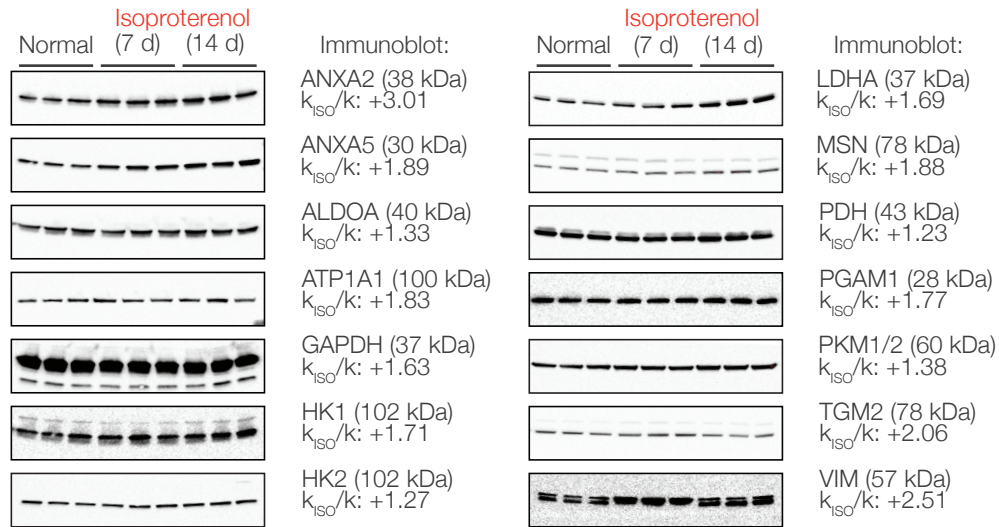 Isoproterenol
Normal (7 d) (14 d) Immunoblot:
ANXA2 (38 kDa)
kISO/k: +3.01
ANXA5 (30 kDa)
kISO/k: +1.89
ALDOA (40 kDa)
kISO/k: +1.33
ATP1A1 (100 kDa)
kISO/k: +1.83
GAPDH (37 kDa)
kISO/k: +1.63
HK1 (102 kDa)
kISO/k: +1.71
HK2 (102 kDa)
kISO/k: +1.27
Isoproterenol
Normal (7 d) (14 d) Immunoblot:
LDHA (37 kDa)
kISO/k: +1.69
MSN (78 kDa)
kISO/k: +1.88
PDH (43 kDa)
kISO/k: +1.23
PGAM1 (28 kDa)
kISO/k: +1.77
PKM1/2 (60 kDa)
kISO/k: +1.38
TGM2 (78 kDa)
kISO/k: +2.06
VIM (57 kDa)
kISO/k: +2.51